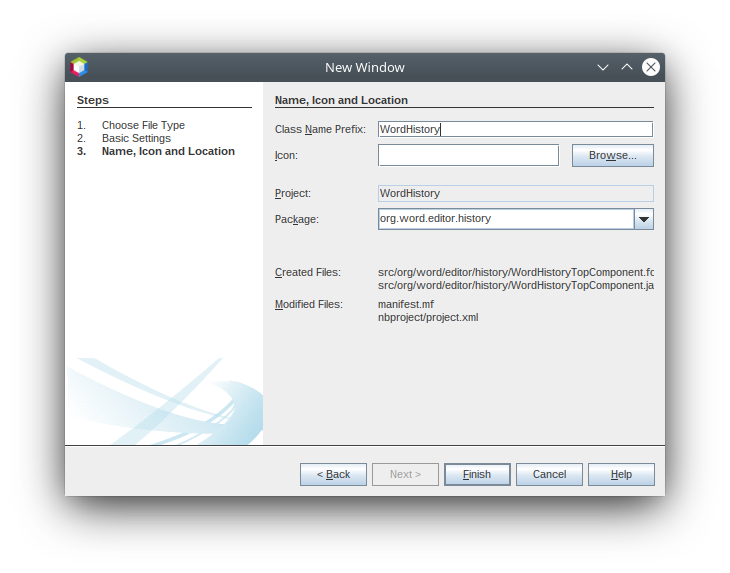 New Window
Steps
1. Choose File Type
2. Basic Settings
3. Name, Icon and Location
Name, Icon and Location
Class Name Prefix: WordHistory
Icon: Browse...
Project: WordHistory
Package: org.word.editor.history
Created Files: src/org/word/editor/history/WordHistoryTopComponent.fo
src/org/word/editor/history/WordHistoryTopComponent.ja
Modified Files: manifest.mf
nbproject/project.xml
< Back Next > Finish Cancel Help